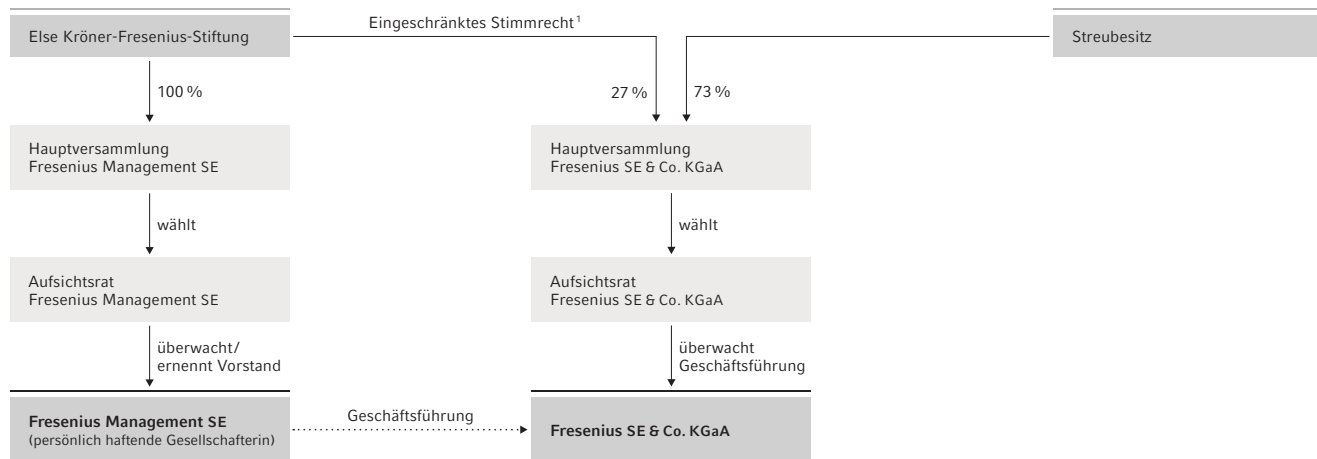 Else Kröner-Fresenius-Stiftung
Eingeschränktes Stimmrecht¹
Streubesitz
100 %
27 %
73 %
Hauptversammlung
Fresenius Management SE
Hauptversammlung
Fresenius SE & Co. KGaA
wählt
wählt
Aufsichtsrat
Fresenius Management SE
Aufsichtsrat
Fresenius SE & Co. KGaA
überwacht/
ernennt Vorstand
überwacht
Geschäftsführung
Fresenius Management SE
(persönlich haftende Gesellschafterin)
Geschäftsführung
Fresenius SE & Co. KGaA